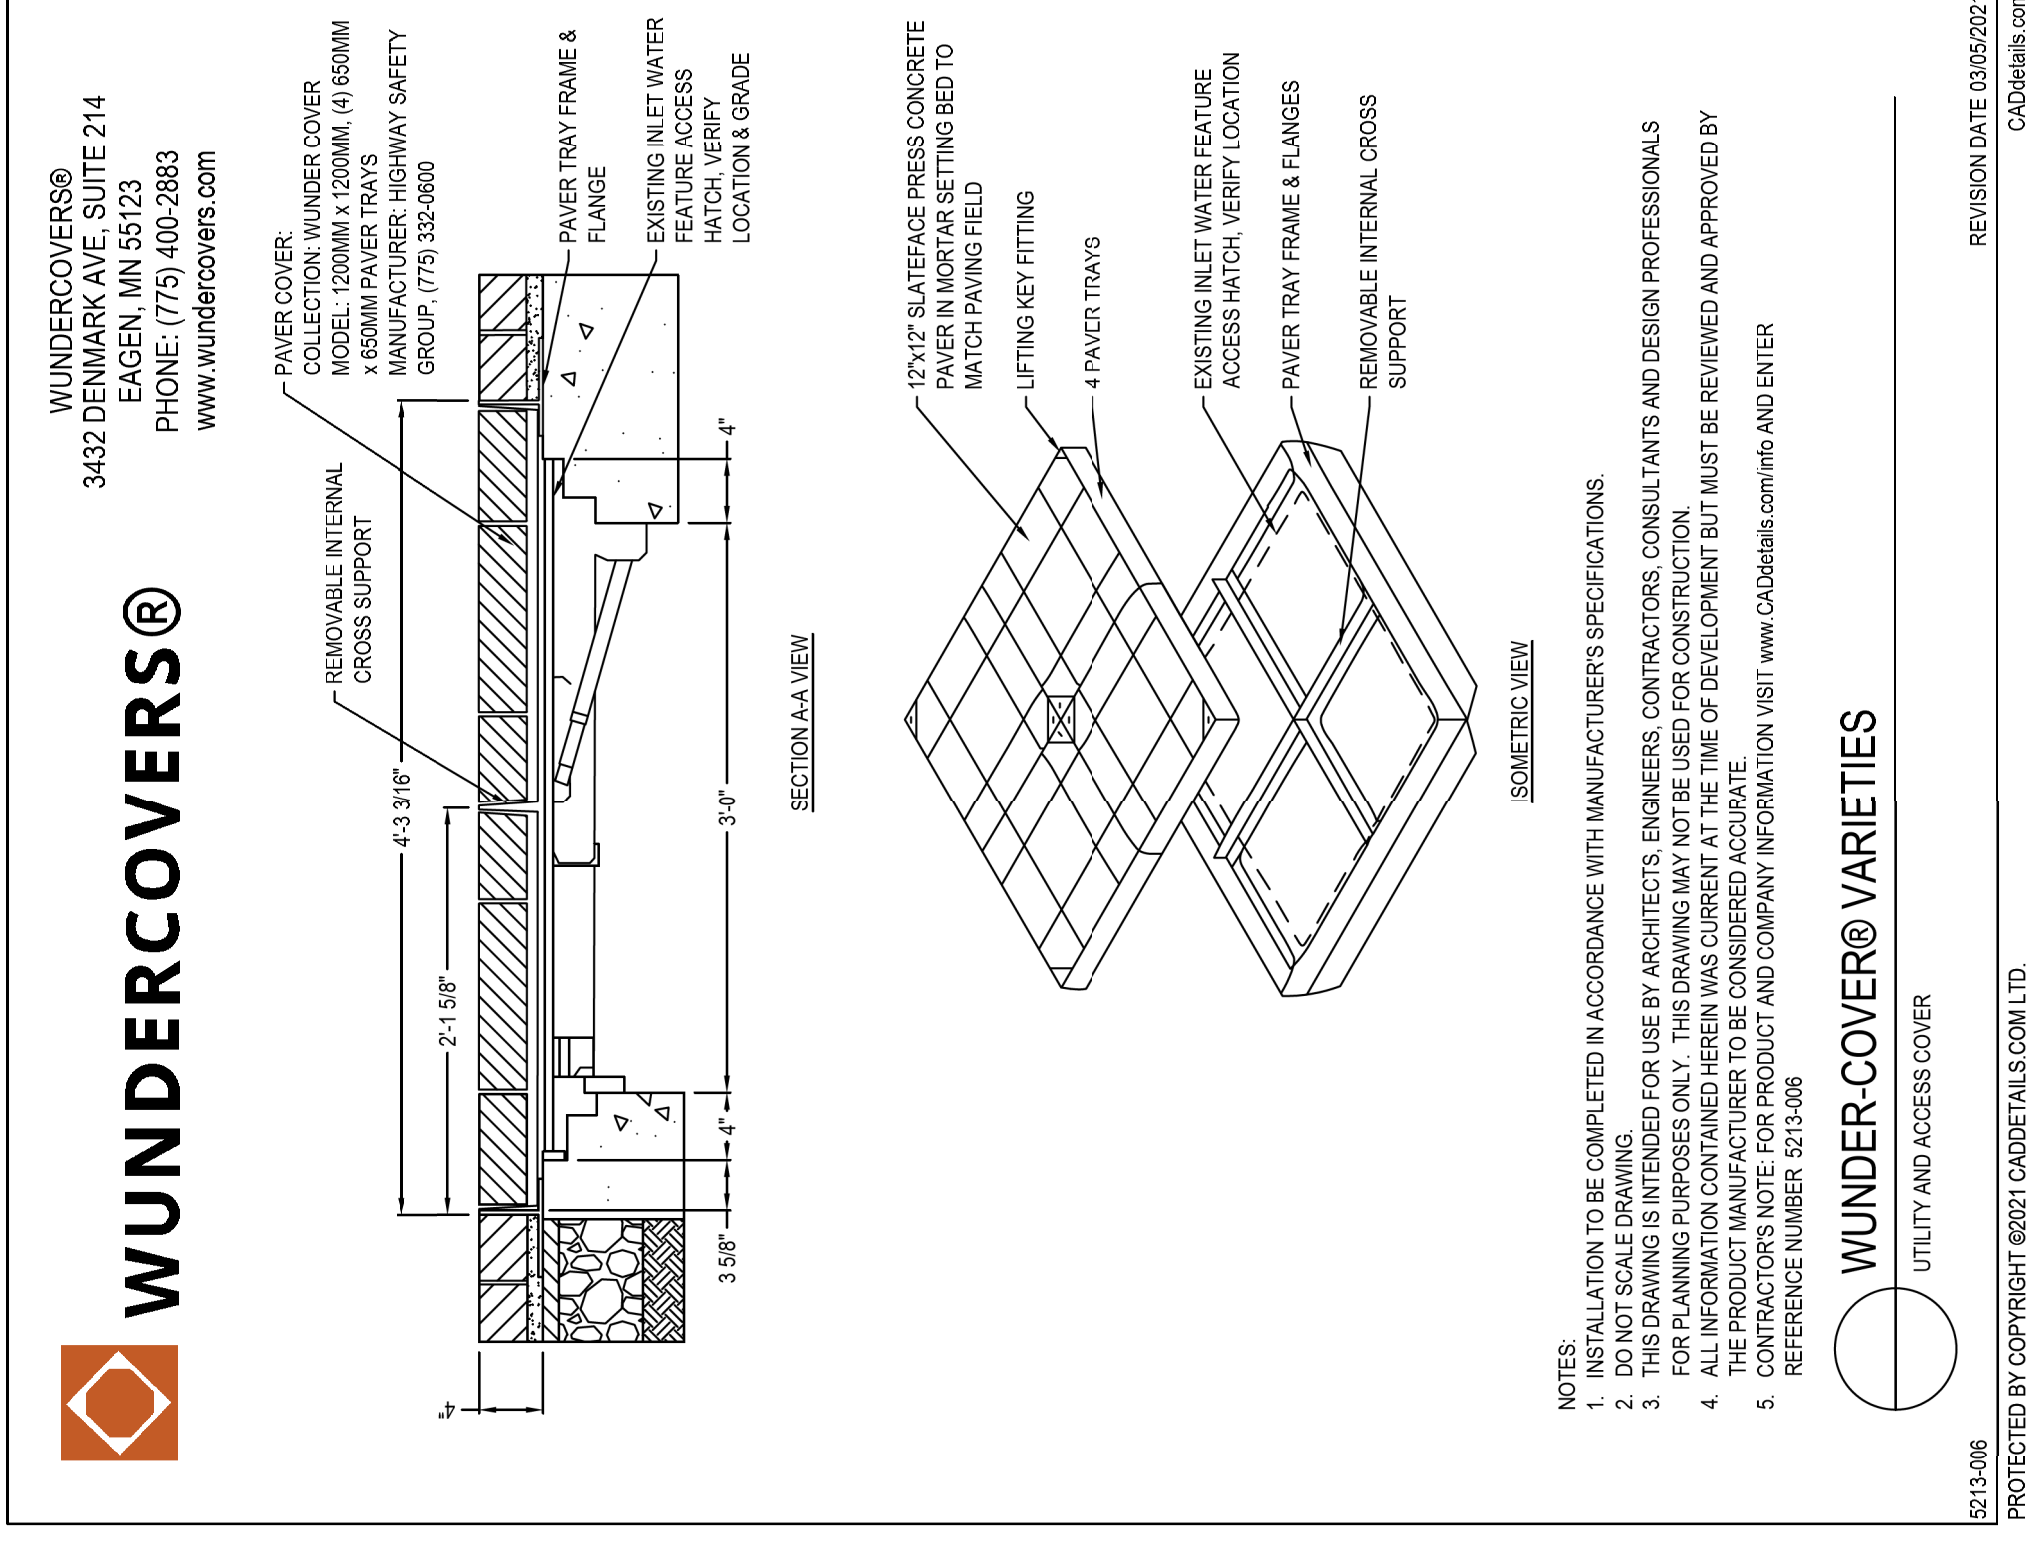 WUNDERCOVERS®
WUNDERCOVERS®
3432 DENMARK AVE, SUITE 214
EAGEN, MN 55123
PHONE: (775) 400-2883
www.wundercovers.com
PAVER COVER:
COLLECTION: WUNDER COVER
MODEL: 1200MM x 1200MM, (4) 650MM
x 650MM PAVER TRAYS
MANUFACTURER: HIGHWAY SAFETY
GROUP, (775) 332-0600
REMOVABLE INTERNAL
CROSS SUPPORT
4'-3 3/16"
2'-1 5/8"
4"
PAVER TRAY FRAME &
FLANGE
EXISTING INLET WATER
FEATURE ACCESS
HATCH, VERIFY
LOCATION & GRADE
3 5/8"
4"
3'-0"
4"
SECTION A-A VIEW
12"x12" SLATEFACE PRESS CONCRETE
PAVER IN MORTAR SETTING BED TO
MATCH PAVING FIELD
LIFTING KEY FITTING
4 PAVER TRAYS
EXISTING INLET WATER FEATURE
ACCESS HATCH, VERIFY LOCATION
PAVER TRAY FRAME & FLANGES
REMOVABLE INTERNAL CROSS
SUPPORT
ISOMETRIC VIEW
NOTES:
1. INSTALLATION TO BE COMPLETED IN ACCORDANCE WITH MANUFACTURER'S SPECIFICATIONS.
2. DO NOT SCALE DRAWING.
3. THIS DRAWING IS INTENDED FOR USE BY ARCHITECTS, ENGINEERS, CONTRACTORS, CONSULTANTS AND DESIGN PROFESSIONALS
FOR PLANNING PURPOSES ONLY. THIS DRAWING MAY NOT BE USED FOR CONSTRUCTION.
4. ALL INFORMATION CONTAINED HEREIN WAS CURRENT AT THE TIME OF DEVELOPMENT BUT MUST BE REVIEWED AND APPROVED BY
THE PRODUCT MANUFACTURER TO BE CONSIDERED ACCURATE.
5. CONTRACTOR'S NOTE: FOR PRODUCT AND COMPANY INFORMATION VISIT www.CADdetails.com/info AND ENTER
REFERENCE NUMBER 5213-006
WUNDER-COVER® VARIETIES
UTILITY AND ACCESS COVER
5213-006
REVISION DATE 03/05/2021
PROTECTED BY COPYRIGHT ©2021 CADDETAILS.COM LTD.
CADdetails.com